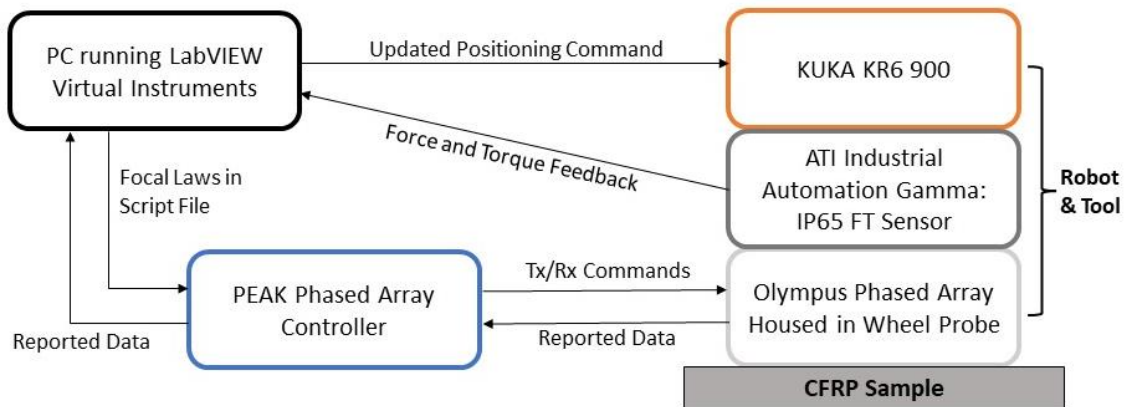 PC running LabVIEW
Virtual Instruments
Updated Positioning Command
KUKA KR6 900
Force and Torque Feedback
ATI Industrial
Automation Gamma:
IP65 FT Sensor
Robot
& Tool
Focal Laws in
Script File
PEAK Phased Array
Controller
Tx/Rx Commands
Olympus Phased Array
Housed in Wheel Probe
Reported Data
Reported Data
CFRP Sample